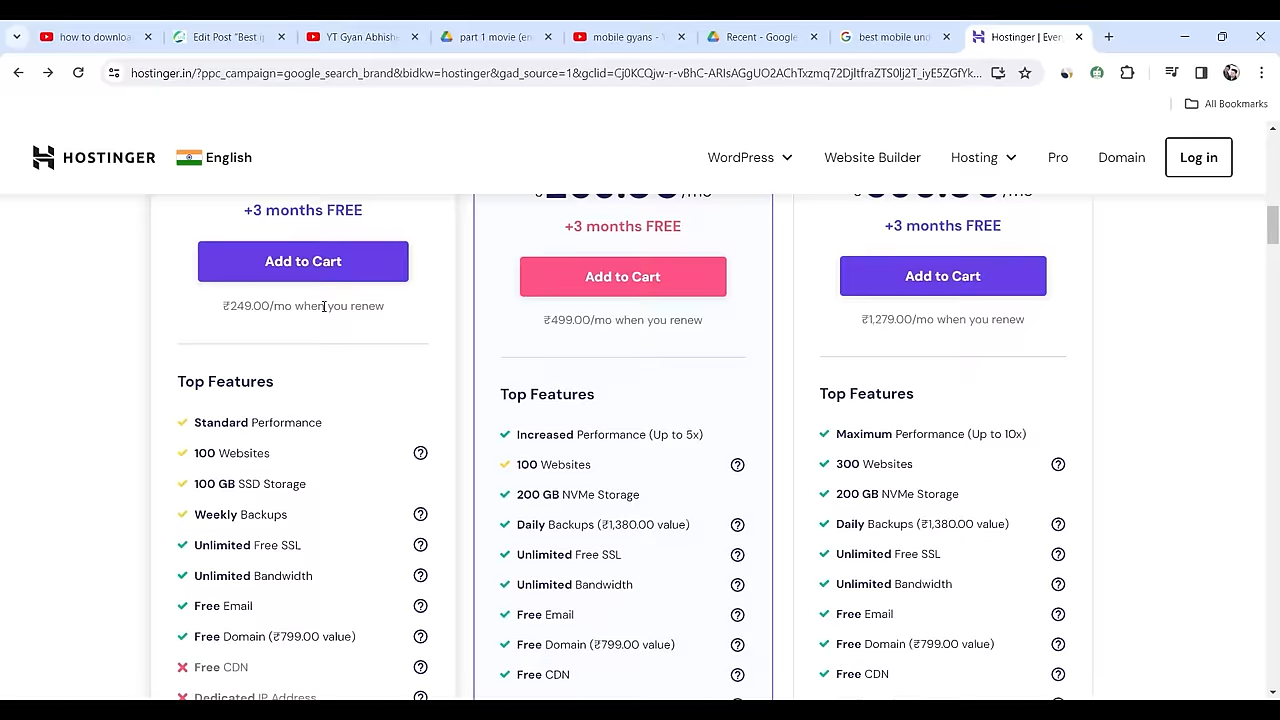 how to downloa
Edit Post "Best i
YT Gyan Abhishe
part 1 movie (en
mobile gyans - Y
Recent - Google
best mobile und
Hostinger | Ever
hostinger.in/?ppc_campaign=google_search_brand&bidkw=hostinger&gad_source=1&gclid=Cj0KCQjw-r-vBhC-ARIsAGgUO2AChTxzmq72DjltfraZTS0lj2T_iyE5ZGfYk...
All Bookmarks
HOSTINGER
English
WordPress
Website Builder
Hosting
Pro
Domain
Log in
+3 months FREE
Add to Cart
₹249.00/mo when you renew
Top Features
Standard Performance
100 Websites
100 GB SSD Storage
Weekly Backups
Unlimited Free SSL
Unlimited Bandwidth
Free Email
Free Domain (₹799.00 value)
Free CDN
Dedicated IP Address
/mo
+3 months FREE
Add to Cart
₹499.00/mo when you renew
Top Features
Increased Performance (Up to 5x)
100 Websites
200 GB NVMe Storage
Daily Backups (₹1,380.00 value)
Unlimited Free SSL
Unlimited Bandwidth
Free Email
Free Domain (₹799.00 value)
Free CDN
/mo
+3 months FREE
Add to Cart
₹1,279.00/mo when you renew
Top Features
Maximum Performance (Up to 10x)
300 Websites
200 GB NVMe Storage
Daily Backups (₹1,380.00 value)
Unlimited Free SSL
Unlimited Bandwidth
Free Email
Free Domain (₹799.00 value)
Free CDN